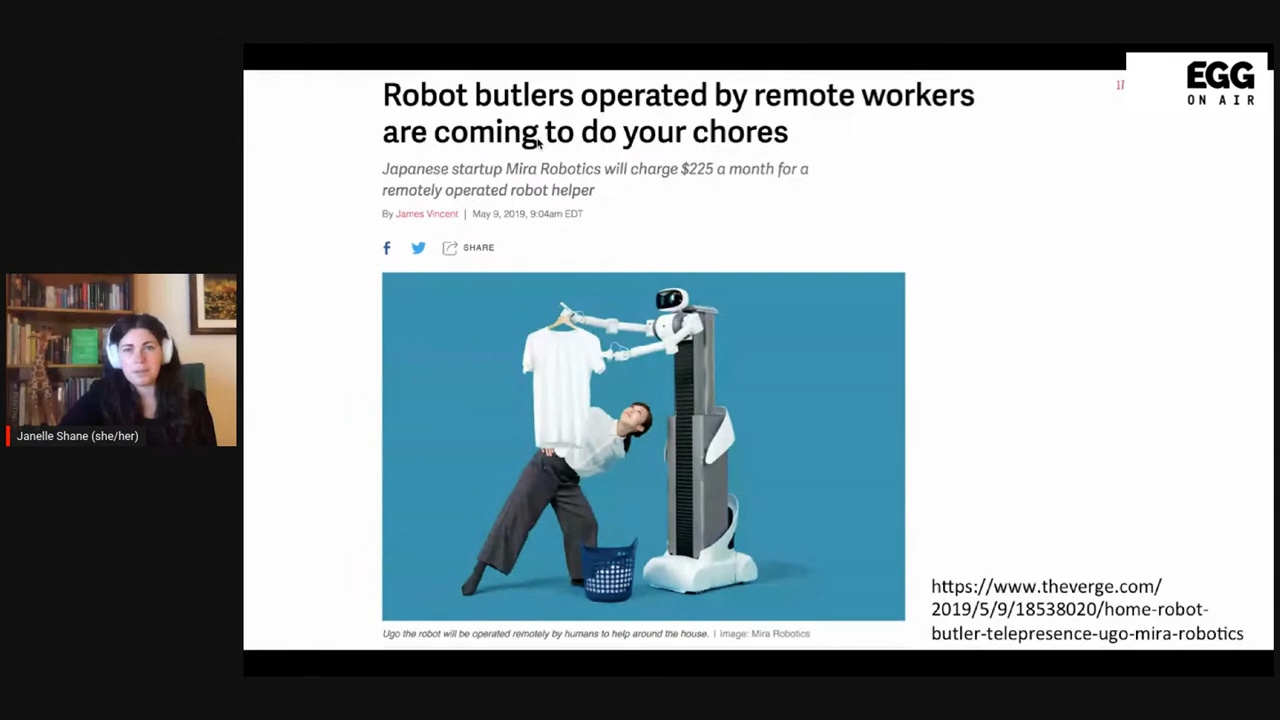 EGG
ON AIR
17
Robot butlers operated by remote workers
are coming to do your chores
Japanese startup Mira Robotics will charge $225 a month for a
remotely operated robot helper
By James Vincent | May 9, 2019, 9:04am EDT
SHARE
Janelle Shane (she/her)
Ugo the robot will be operated remotely by humans to help around the house. | Image: Mira Robotics
https://www.theverge.com/
2019/5/9/18538020/home-robot-
butler-telepresence-ugo-mira-robotics